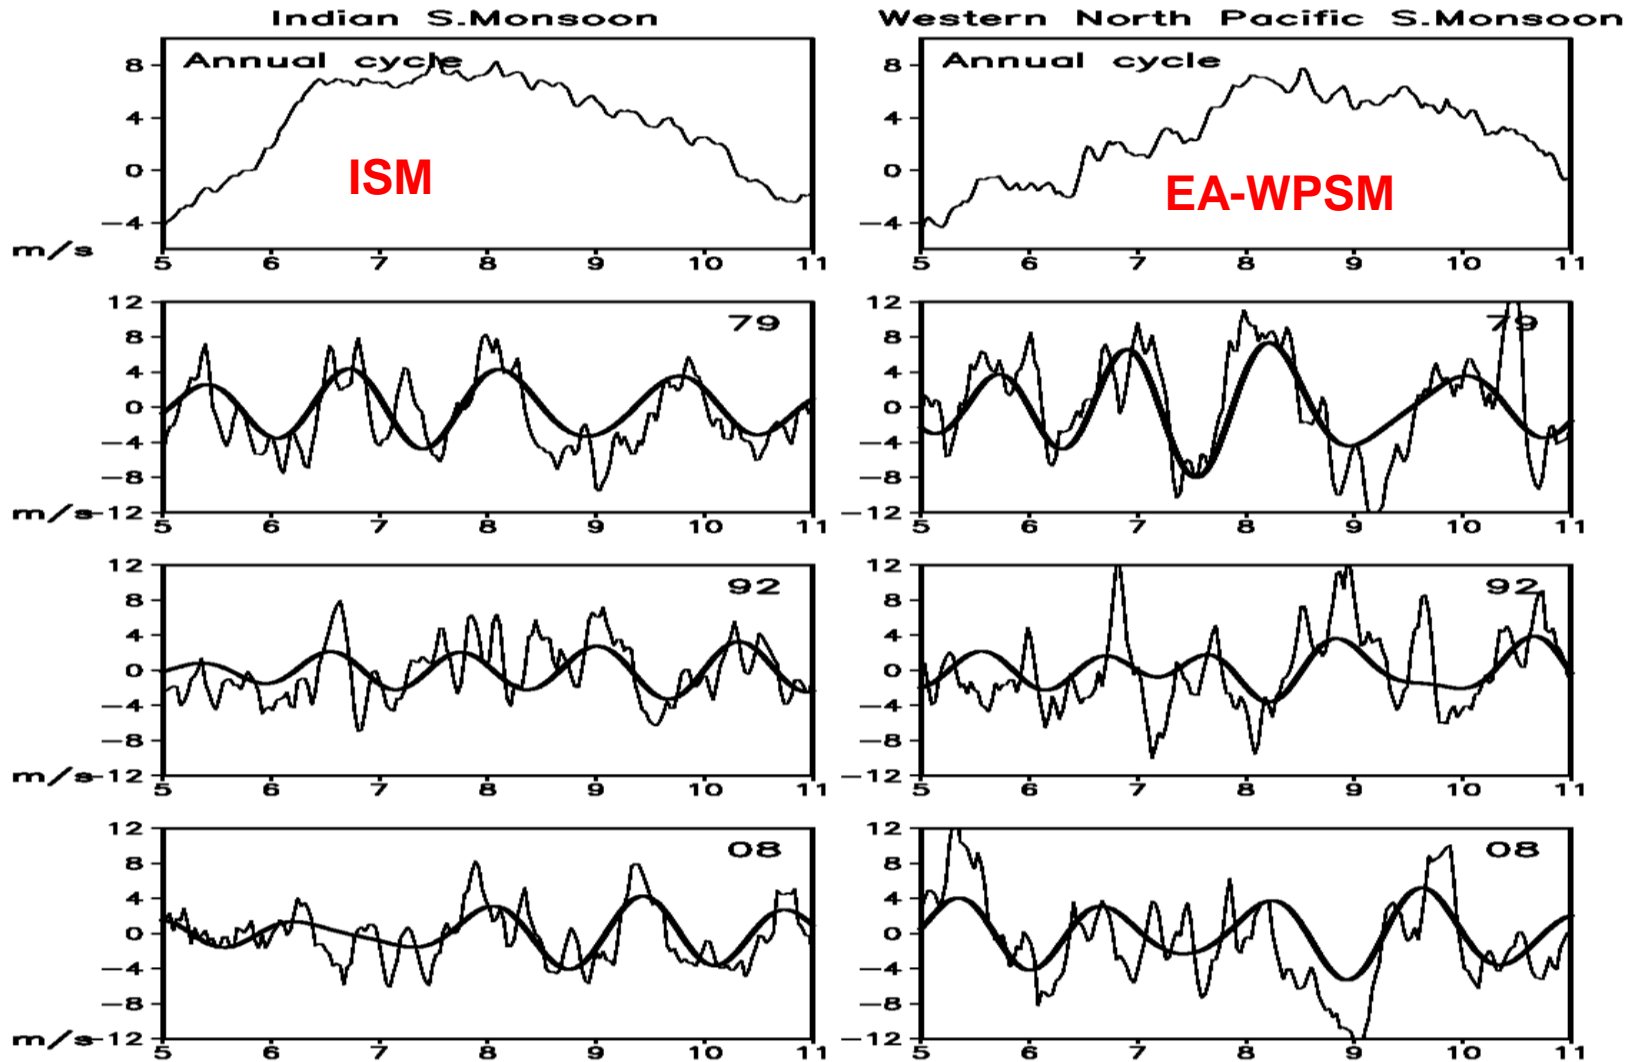 Indian S.Monsoon Western North Pacific S.Monsoon
8 Annual cycle 8 Annual cycle
4 4
0 ISM 0 EA-WPSM
-4 -4
m/s 5 6 7 8 9 10 11 5 6 7 8 9 10 11
12 79 12 79
8 8
4 4
0 0
-4 -4
-8 -8
m/s -12 -12
5 6 7 8 9 10 11 5 6 7 8 9 10 11
12 92 12 92
8 8
4 4
0 0
-4 -4
-8 -8
m/s -12 -12
5 6 7 8 9 10 11 5 6 7 8 9 10 11
12 08 12 08
8 8
4 4
0 0
-4 -4
-8 -8
m/s -12 -12
5 6 7 8 9 10 11 5 6 7 8 9 10 11